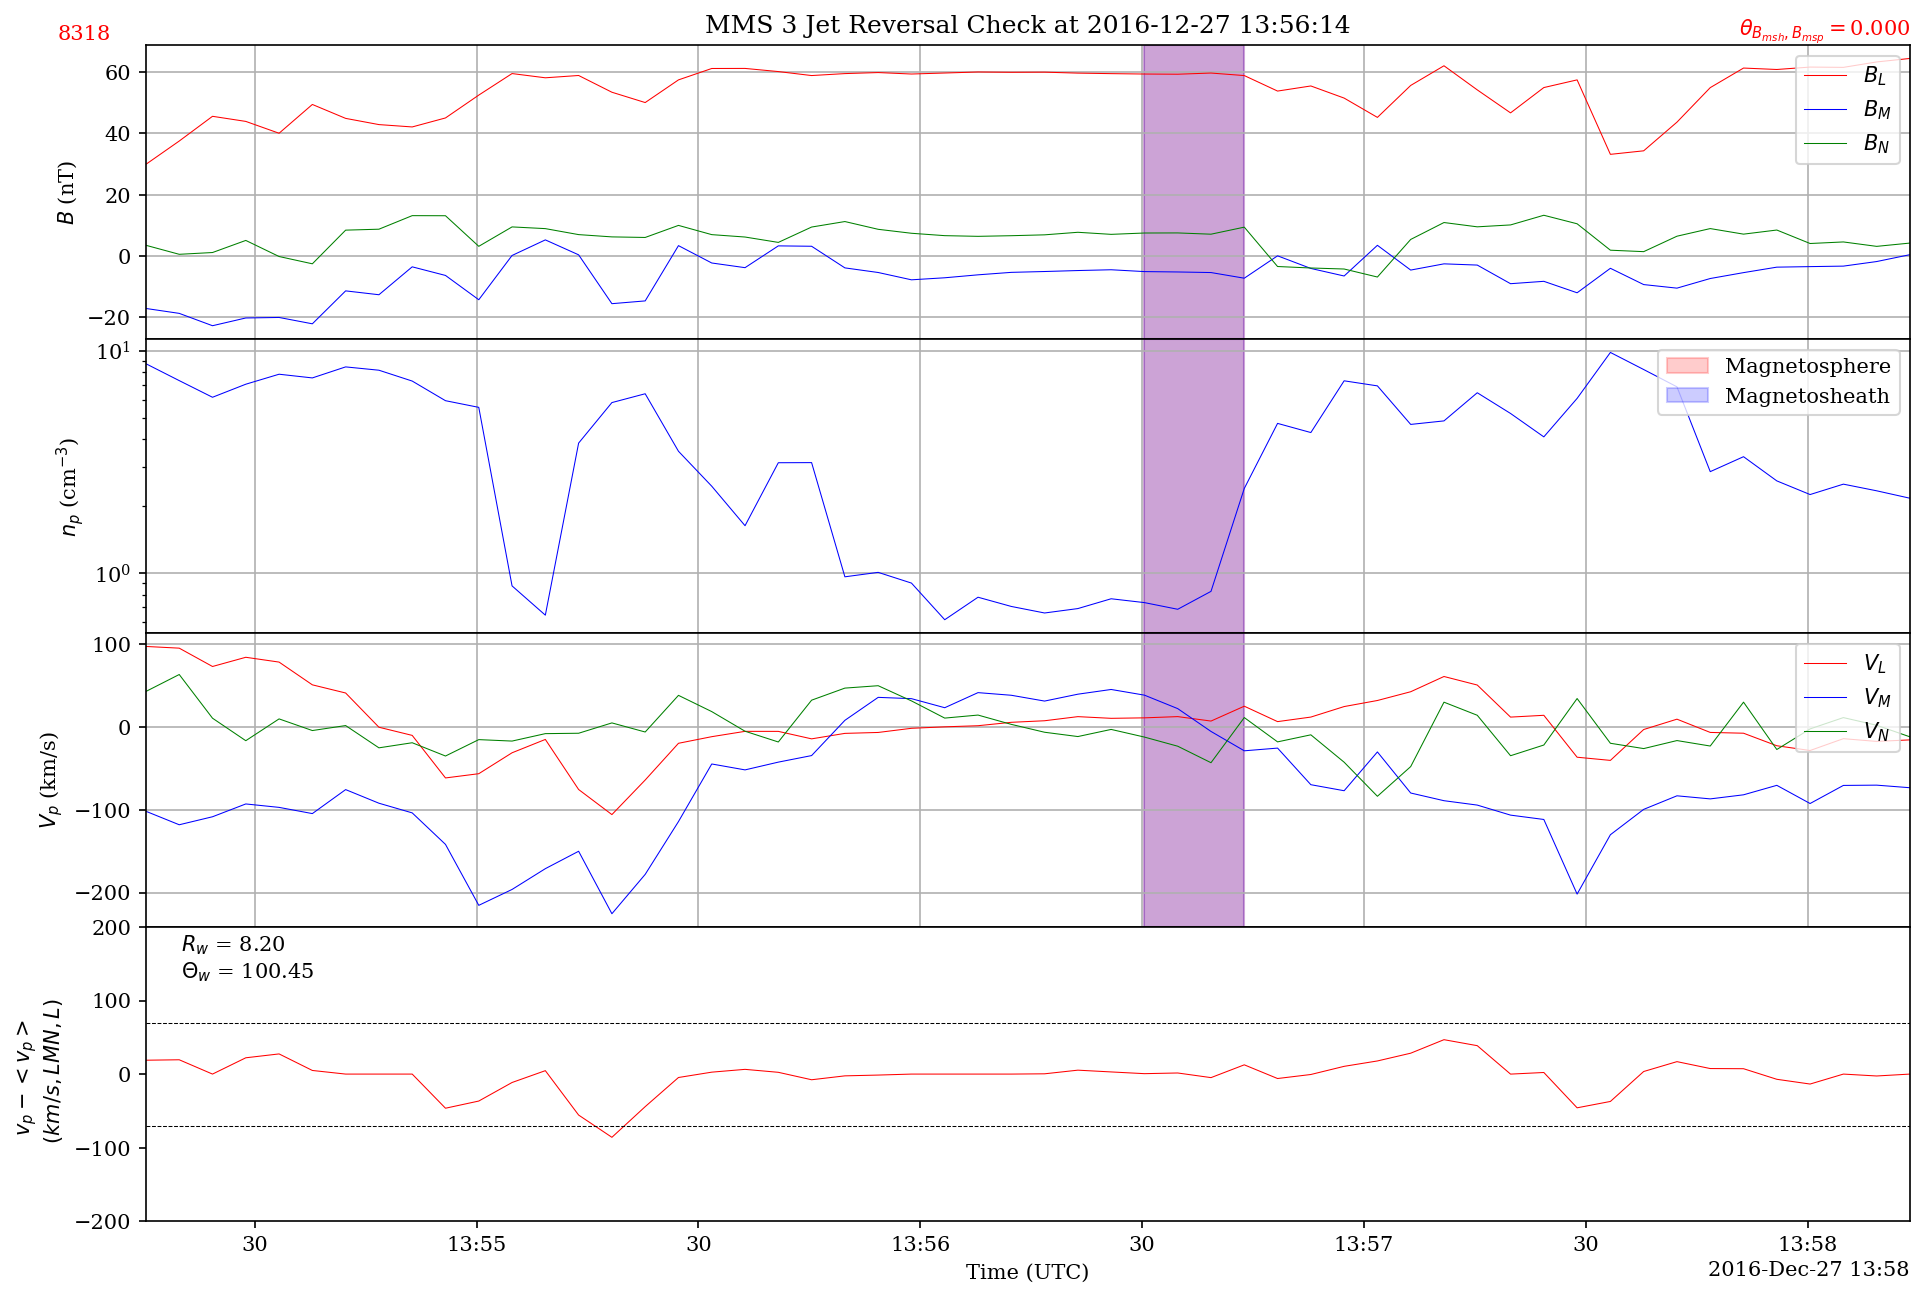 8318
MMS 3 Jet Reversal Check at 2016-12-27 13:56:14
θ_{B_{msh}, B_{msp}} = 0.000
B (nT)
60
40
20
0
−20
B_L
B_M
B_N
n_p (cm^{−3})
10^1
10^0
Magnetosphere
Magnetosheath
V_p (km/s)
100
0
−100
−200
V_L
V_M
V_N
v_p − < v_p >
(km/s, LMN, L)
200
100
0
−100
−200
R_w = 8.20
Θ_w = 100.45
30
13:55
30
13:56
30
13:57
30
13:58
Time (UTC)
2016-Dec-27 13:58